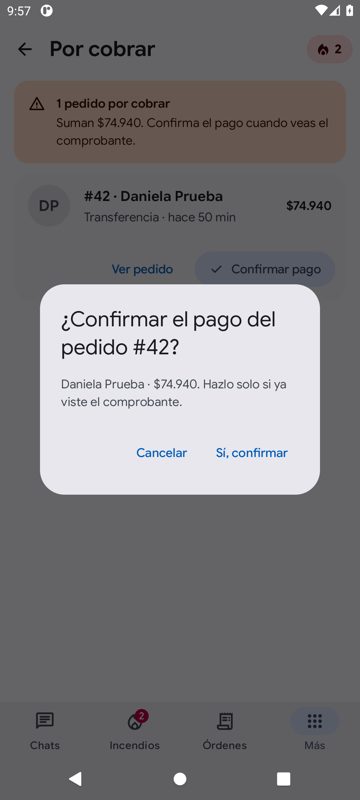 9:57
Por cobrar
2
1 pedido por cobrar
Suman $74.940. Confirma el pago cuando veas el
comprobante.
DP
#42 · Daniela Prueba
$74.940
Transferencia · hace 50 min
Ver pedido
Confirmar pago
¿Confirmar el pago del
pedido #42?
Daniela Prueba · $74.940. Hazlo solo si ya
viste el comprobante.
Cancelar
Sí, confirmar
2
Chats
Incendios
Órdenes
Más